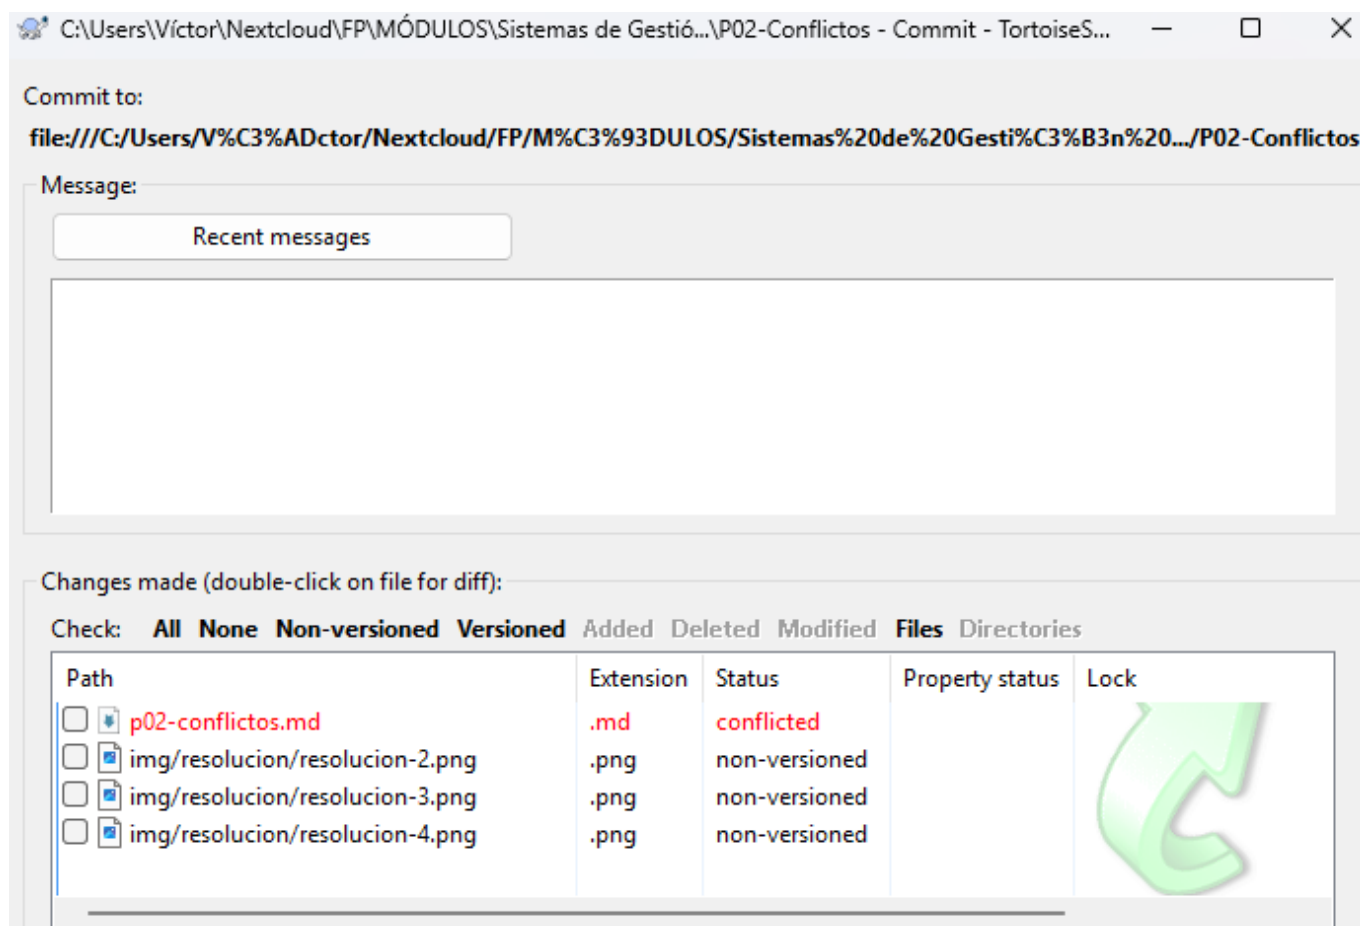 C:\Users\Víctor\Nextcloud\FP\MÓDULOS\Sistemas de Gestió...\P02-Conflictos - Commit - TortoiseS...
Commit to:
file:///C:/Users/V%C3%ADctor/Nextcloud/FP/M%C3%93DULOS/Sistemas%20de%20Gesti%C3%B3n%20.../P02-Conflictos
Message:
Recent messages
Changes made (double-click on file for diff):
Check: All None Non-versioned Versioned Added Deleted Modified Files Directories
Path Extension Status Property status Lock
p02-conflictos.md .md conflicted
img/resolucion/resolucion-2.png .png non-versioned
img/resolucion/resolucion-3.png .png non-versioned
img/resolucion/resolucion-4.png .png non-versioned